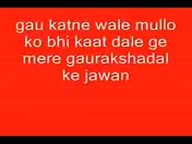 gau katne wale mullo
ko bhi kaat dale ge
mere gaurakshadal
ke jawan